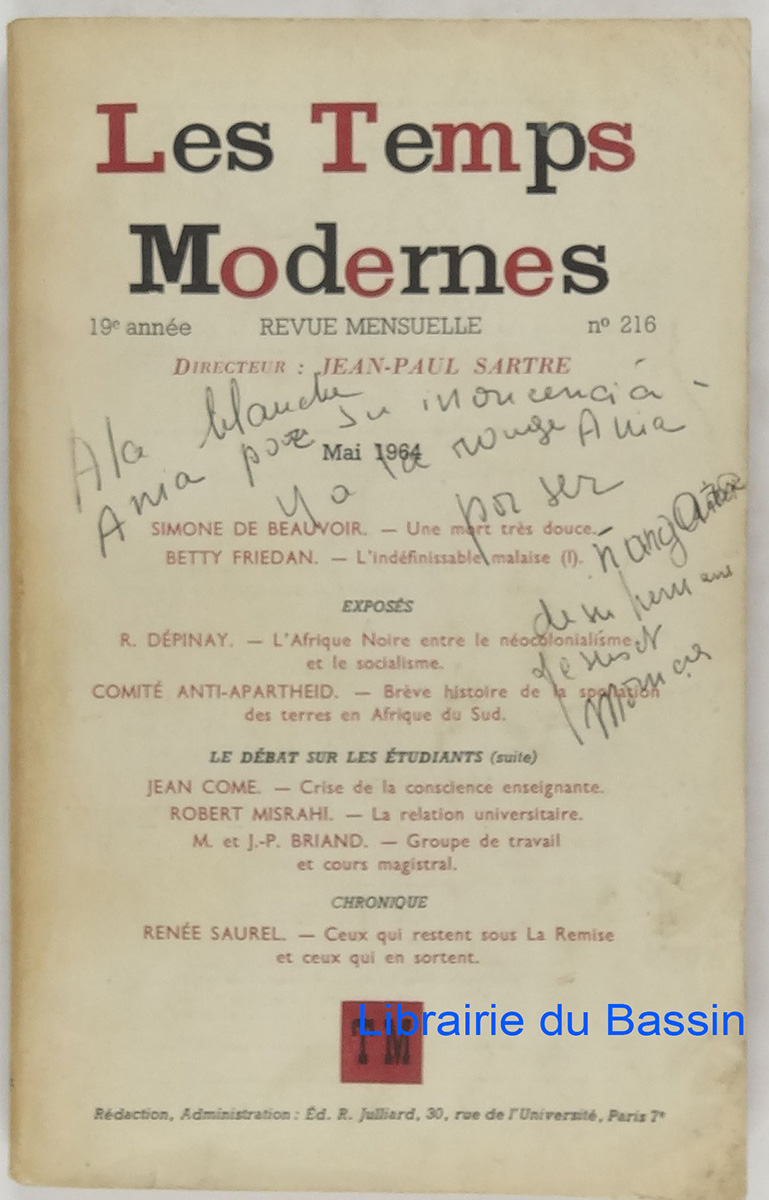 Les Temps
Modernes
19e année REVUE MENSUELLE nº 216
DIRECTEUR : JEAN-PAUL SARTRE
A la blanche
Ania por su inoncencia -
Mai 1964
y a la rouge Ania
por ser
SIMONE DE BEAUVOIR. — Une mort très douce.
BETTY FRIEDAN. — L'indéfinissable malaise (I).
de su
EXPOSÉS
R. DÉPINAY. — L'Afrique Noire entre le néocolonialisme
et le socialisme.
COMITÉ ANTI-APARTHEID. — Brève histoire de la spoliation
des terres en Afrique du Sud.
LE DÉBAT SUR LES ÉTUDIANTS (suite)
JEAN COME. — Crise de la conscience enseignante.
ROBERT MISRAHI. — La relation universitaire.
M. et J.-P. BRIAND. — Groupe de travail
et cours magistral.
CHRONIQUE
RENÉE SAUREL. — Ceux qui restent sous La Remise
et ceux qui en sortent.
Librairie du Bassin
TM
Rédaction, Administration : Éd. R. Julliard, 30, rue de l'Université, Paris 7e